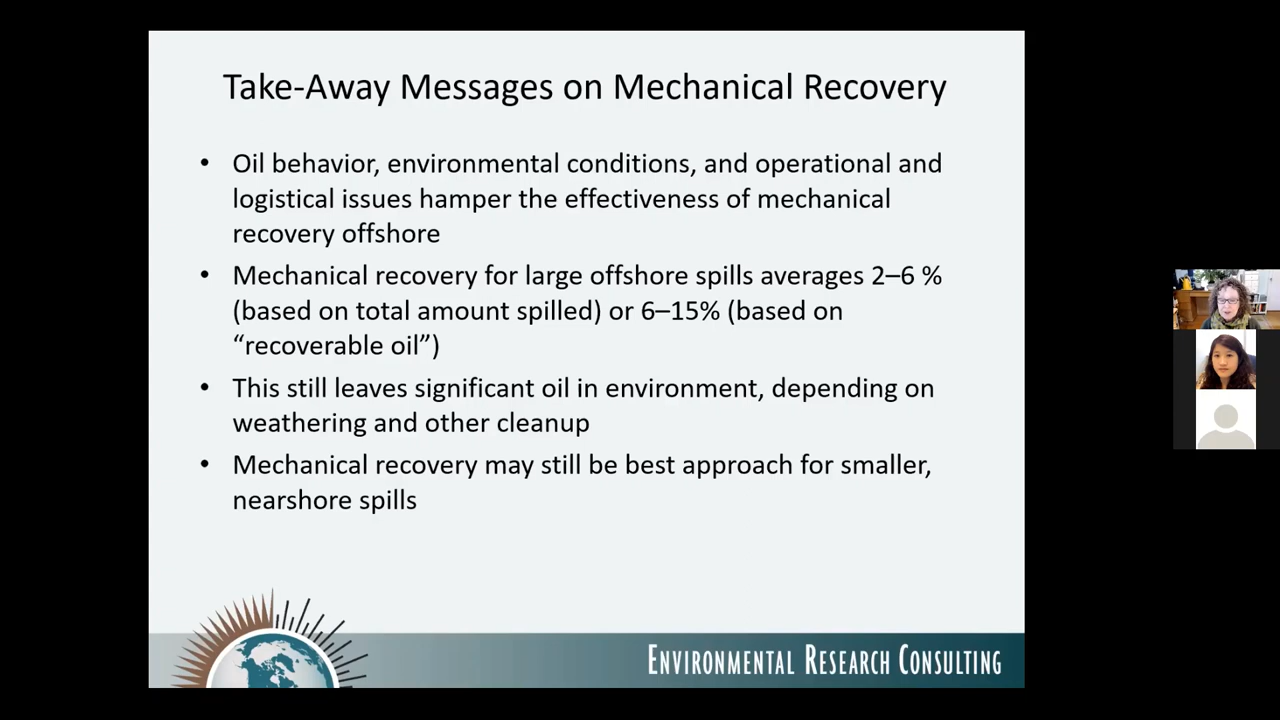 Take-Away Messages on Mechanical Recovery
• Oil behavior, environmental conditions, and operational and
logistical issues hamper the effectiveness of mechanical
recovery offshore
• Mechanical recovery for large offshore spills averages 2–6 %
(based on total amount spilled) or 6–15% (based on
“recoverable oil”)
• This still leaves significant oil in environment, depending on
weathering and other cleanup
• Mechanical recovery may still be best approach for smaller,
nearshore spills
ENVIRONMENTAL RESEARCH CONSULTING